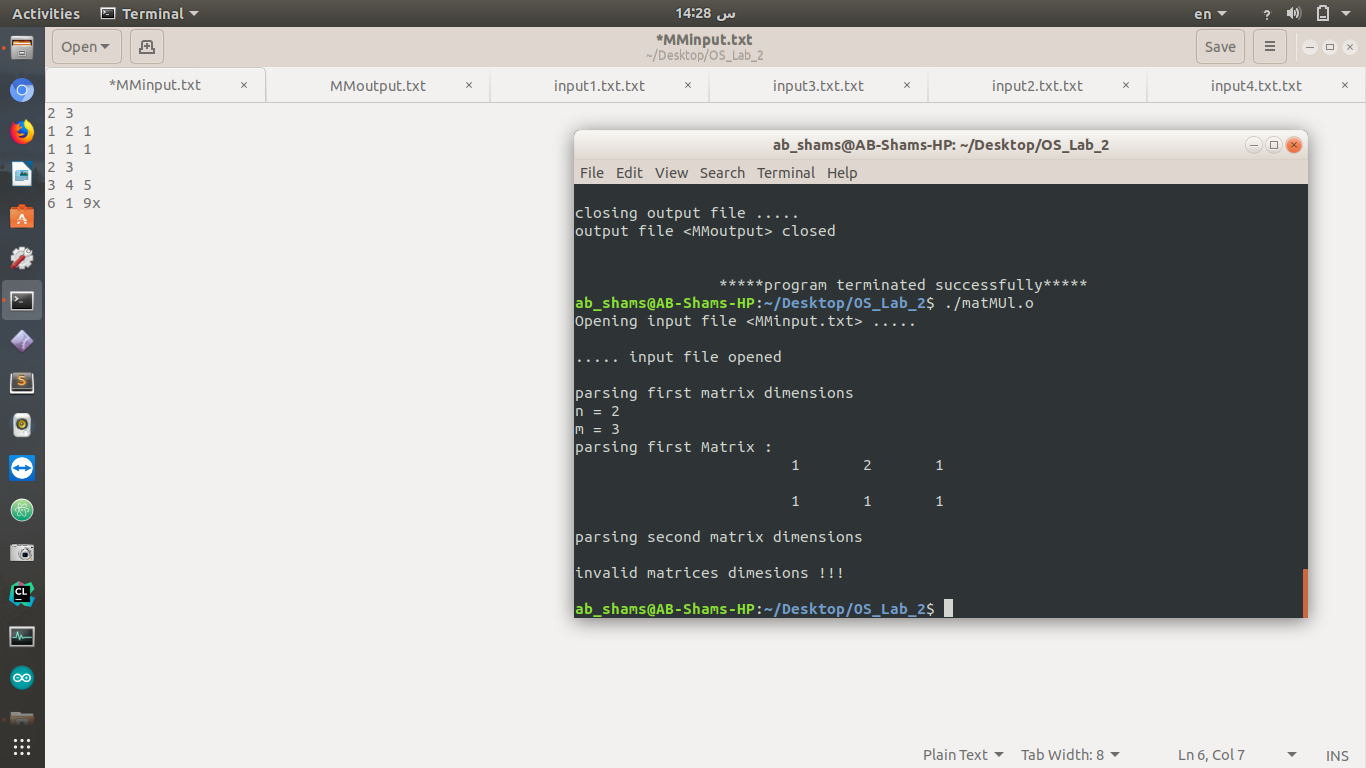 Activities Terminal 14:28 س en ?
Open *MMinput.txt Save
~/Desktop/OS_Lab_2
*MMinput.txt × MMoutput.txt × input1.txt.txt × input3.txt.txt × input2.txt.txt × input4.txt.txt ×
2 3
1 2 1
1 1 1
2 3
3 4 5
6 1 9x
ab_shams@AB-Shams-HP: ~/Desktop/OS_Lab_2
File Edit View Search Terminal Help
closing output file .....
output file <MMoutput> closed
*****program terminated successfully*****
ab_shams@AB-Shams-HP:~/Desktop/OS_Lab_2$ ./matMUl.o
Opening input file <MMinput.txt> .....
..... input file opened
parsing first matrix dimensions
n = 2
m = 3
parsing first Matrix :
1 2 1
1 1 1
parsing second matrix dimensions
invalid matrices dimesions !!!
ab_shams@AB-Shams-HP:~/Desktop/OS_Lab_2$
Plain Text Tab Width: 8 Ln 6, Col 7 INS